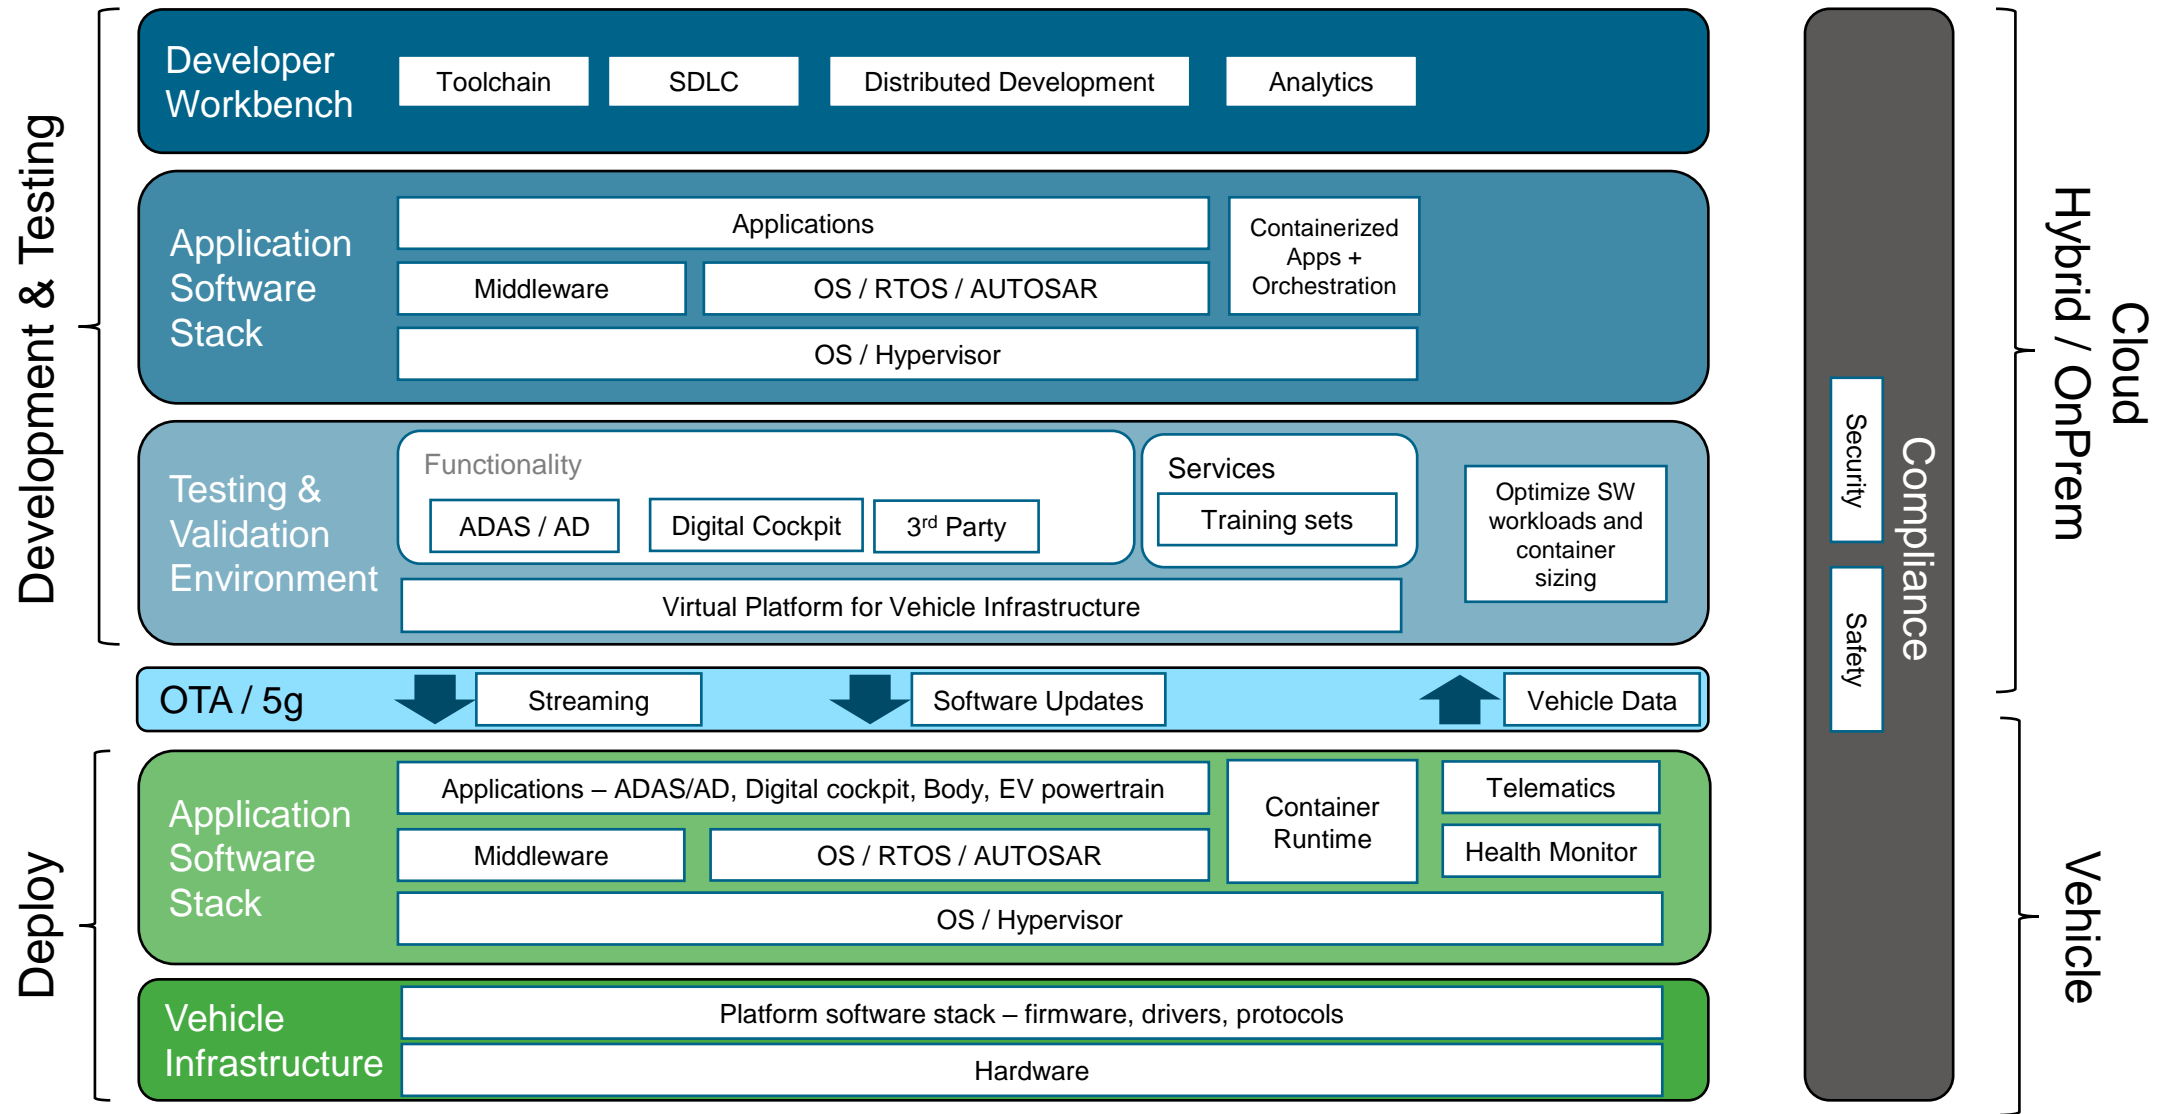 Development & Testing
Developer
Workbench
Toolchain
SDLC
Distributed Development
Analytics
Application
Software
Stack
Applications
Containerized
Apps +
Orchestration
Middleware
OS / RTOS / AUTOSAR
OS / Hypervisor
Testing &
Validation
Environment
Functionality
ADAS / AD
Digital Cockpit
3rd Party
Services
Training sets
Optimize SW
workloads and
container
sizing
Virtual Platform for Vehicle Infrastructure
OTA / 5g
Streaming
Software Updates
Vehicle Data
Deploy
Application
Software
Stack
Applications – ADAS/AD, Digital cockpit, Body, EV powertrain
Container
Runtime
Telematics
Middleware
OS / RTOS / AUTOSAR
Health Monitor
OS / Hypervisor
Vehicle
Infrastructure
Platform software stack – firmware, drivers, protocols
Hardware
Compliance
Security
Safety
Cloud
Hybrid / OnPrem
Vehicle